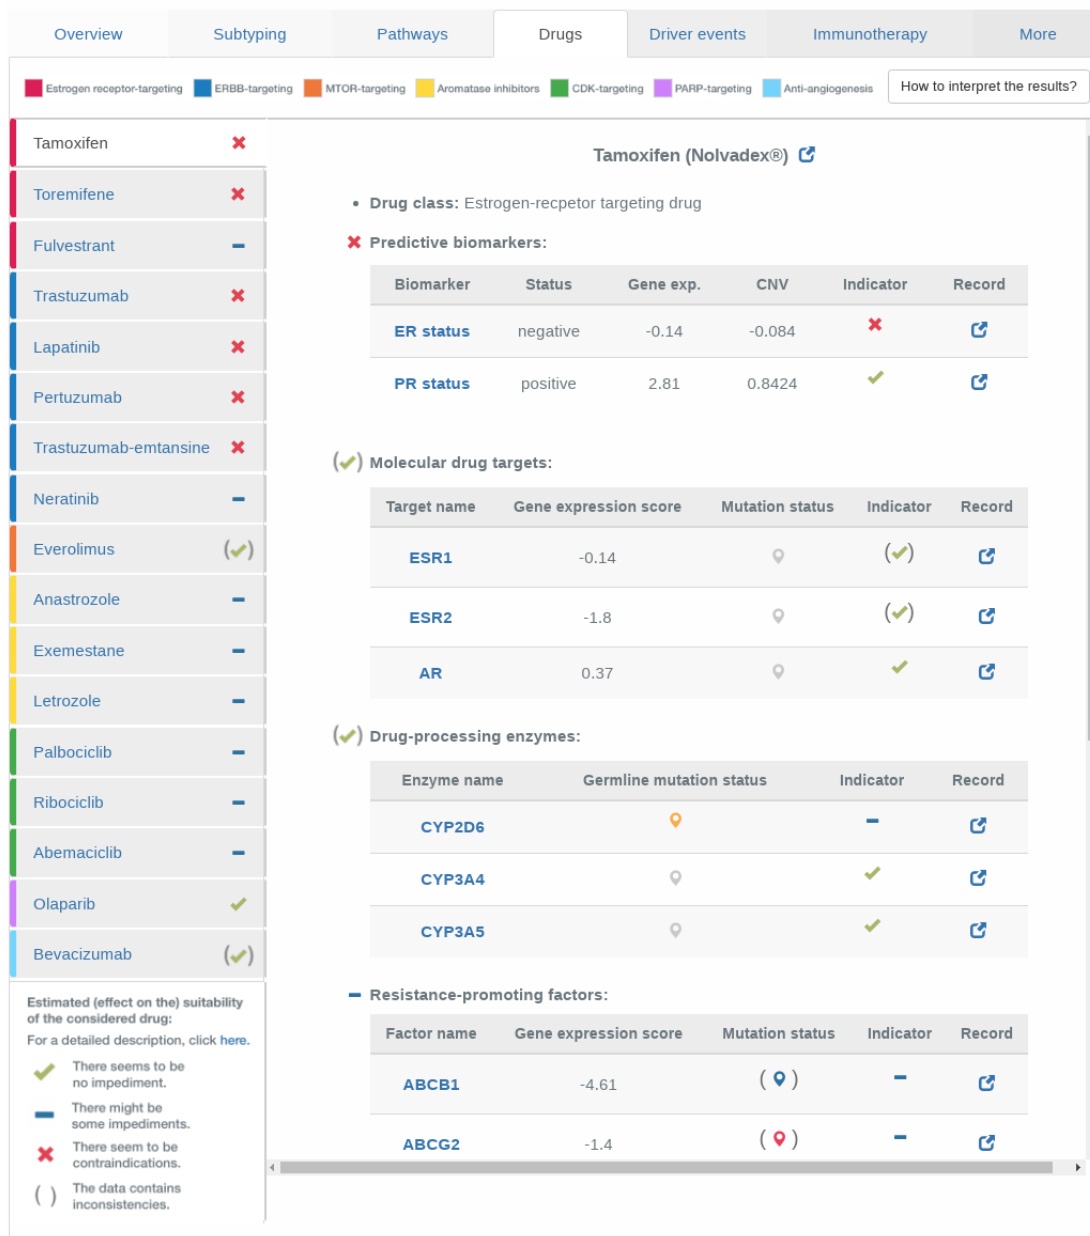 Overview Subtyping Pathways Drugs Driver events Immunotherapy More
Estrogen receptor-targeting ERBB-targeting MTOR-targeting Aromatase inhibitors CDK-targeting PARP-targeting Anti-angiogenesis How to interpret the results?
Tamoxifen
Toremifene
Fulvestrant
Trastuzumab
Lapatinib
Pertuzumab
Trastuzumab-emtansine
Neratinib
Everolimus
Anastrozole
Exemestane
Letrozole
Palbociclib
Ribociclib
Abemaciclib
Olaparib
Bevacizumab
Estimated (effect on the) suitability
of the considered drug:
For a detailed description, click here.
There seems to be
no impediment.
There might be
some impediments.
There seem to be
contraindications.
( ) The data contains
inconsistencies.
Tamoxifen (Nolvadex®)
• Drug class: Estrogen-recpetor targeting drug
Predictive biomarkers:
Biomarker Status Gene exp. CNV Indicator Record
ER status negative -0.14 -0.084
PR status positive 2.81 0.8424
Molecular drug targets:
Target name Gene expression score Mutation status Indicator Record
ESR1 -0.14
ESR2 -1.8
AR 0.37
Drug-processing enzymes:
Enzyme name Germline mutation status Indicator Record
CYP2D6
CYP3A4
CYP3A5
Resistance-promoting factors:
Factor name Gene expression score Mutation status Indicator Record
ABCB1 -4.61
ABCG2 -1.4